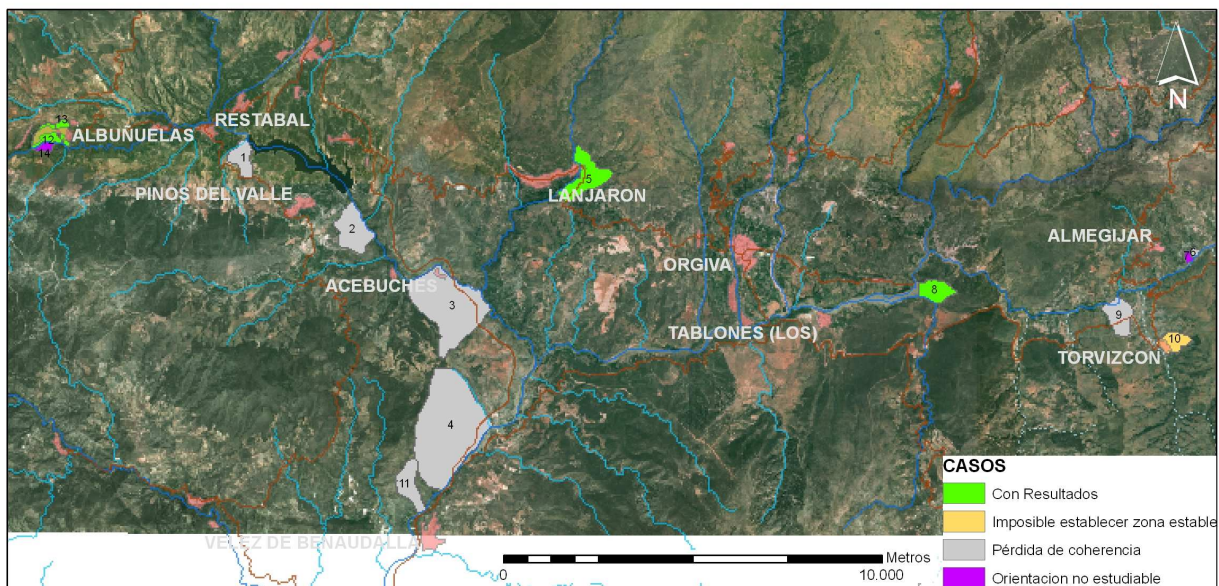 N
RESTABAL
13
ALBUÑUELAS
12
14
1
PINOS DEL VALLE
5
LANJARON
2
ALMEGIJAR
6
ORGIVA
ACEBUCHES
8
3
9
TABLONES (LOS)
10
TORVIZCON
4
11
VELEZ DE BENAUDALLA
CASOS
Con Resultados
Imposible establecer zona estable
Pérdida de coherencia
Orientacion no estudiable
Metros
0
10.000